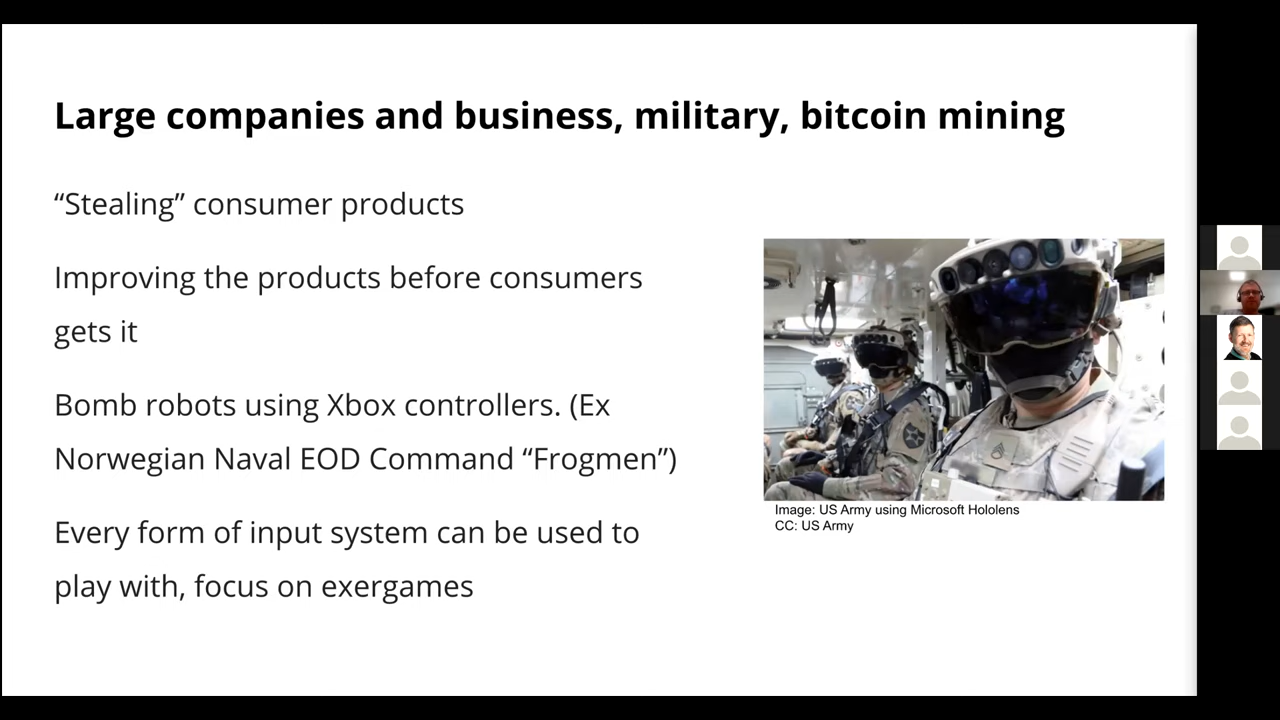 Large companies and business, military, bitcoin mining
“Stealing” consumer products
Improving the products before consumers
gets it
Bomb robots using Xbox controllers. (Ex
Norwegian Naval EOD Command “Frogmen”)
Every form of input system can be used to
play with, focus on exergames
Image: US Army using Microsoft Hololens
CC: US Army